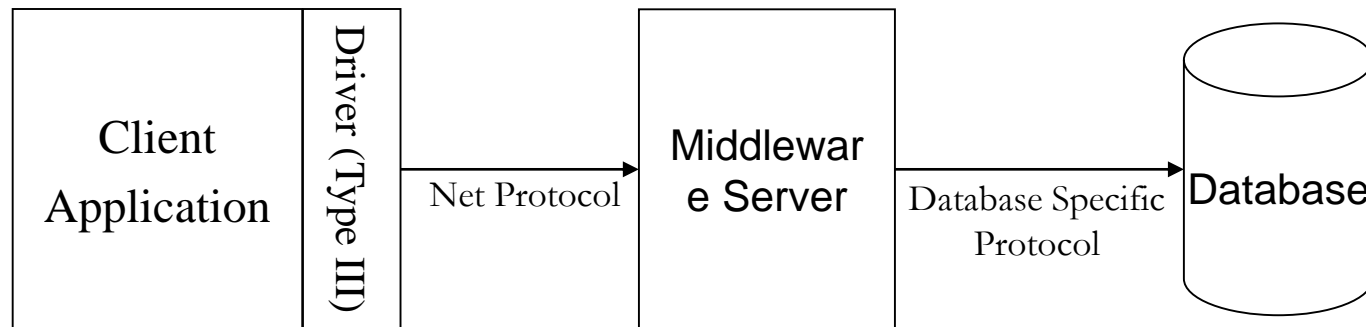 Client
Application
Driver (Type III)
Net Protocol
Middlewar
e Server
Database Specific
Protocol
Database